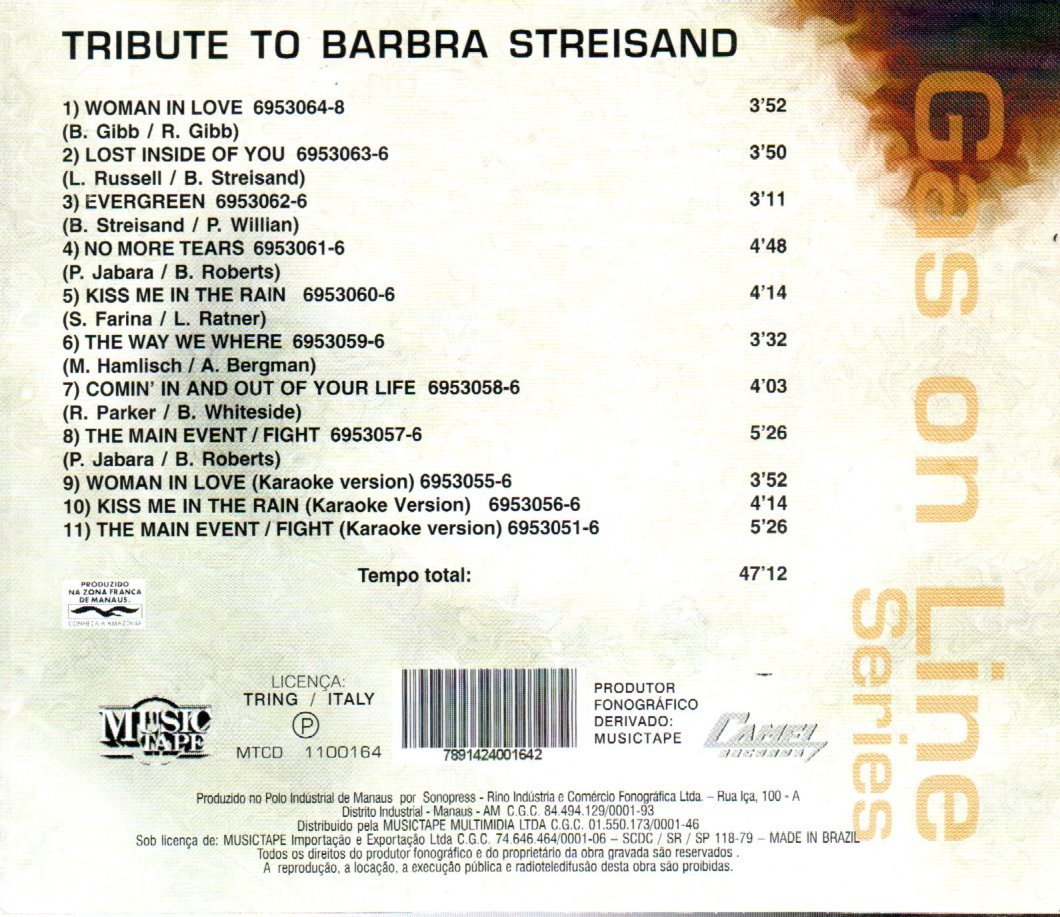 TRIBUTE TO BARBRA STREISAND
1) WOMAN IN LOVE 6953064-8 3'52
(B. Gibb / R. Gibb)
2) LOST INSIDE OF YOU 6953063-6 3'50
(L. Russell / B. Streisand)
3) EVERGREEN 6953062-6 3'11
(B. Streisand / P. Willian)
4) NO MORE TEARS 6953061-6 4'48
(P. Jabara / B. Roberts)
5) KISS ME IN THE RAIN 6953060-6 4'14
(S. Farina / L. Ratner)
6) THE WAY WE WHERE 6953059-6 3'32
(M. Hamlisch / A. Bergman)
7) COMIN' IN AND OUT OF YOUR LIFE 6953058-6 4'03
(R. Parker / B. Whiteside)
8) THE MAIN EVENT / FIGHT 6953057-6 5'26
(P. Jabara / B. Roberts)
9) WOMAN IN LOVE (Karaoke version) 6953055-6 3'52
10) KISS ME IN THE RAIN (Karaoke Version) 6953056-6 4'14
11) THE MAIN EVENT / FIGHT (Karaoke version) 6953051-6 5'26
Tempo total: 47'12
Gas on Line
Series
PRODUZIDO
NA ZONA FRANCA
DE MANAUS.
CONHEÇA A AMAZÔNIA
MUSIC
TAPE
LICENÇA:
TRING / ITALY
P
MTCD 1100164
7891424001642
PRODUTOR
FONOGRÁFICO
DERIVADO:
MUSICTAPE
CAMEL
RECORDS
Produzido no Polo Indústrial de Manaus por Sonopress - Rino Indústria e Comércio Fonográfica Ltda. – Rua Iça, 100 - A
Distrito Industrial - Manaus - AM C.G.C. 84.494.129/0001-93
Distribuido pela MUSICTAPE MULTIMIDIA LTDA C.G.C. 01.550.173/0001-46
Sob licença de: MUSICTAPE Importação e Exportação Ltda C.G.C. 74.646.464/0001-06 – SCDC / SR / SP 118-79 – MADE IN BRAZIL
Todos os direitos do produtor fonográfico e do proprietário da obra gravada são reservados .
A reprodução, a locação, a execução pública e radioteledifusão desta obra são proibidas.